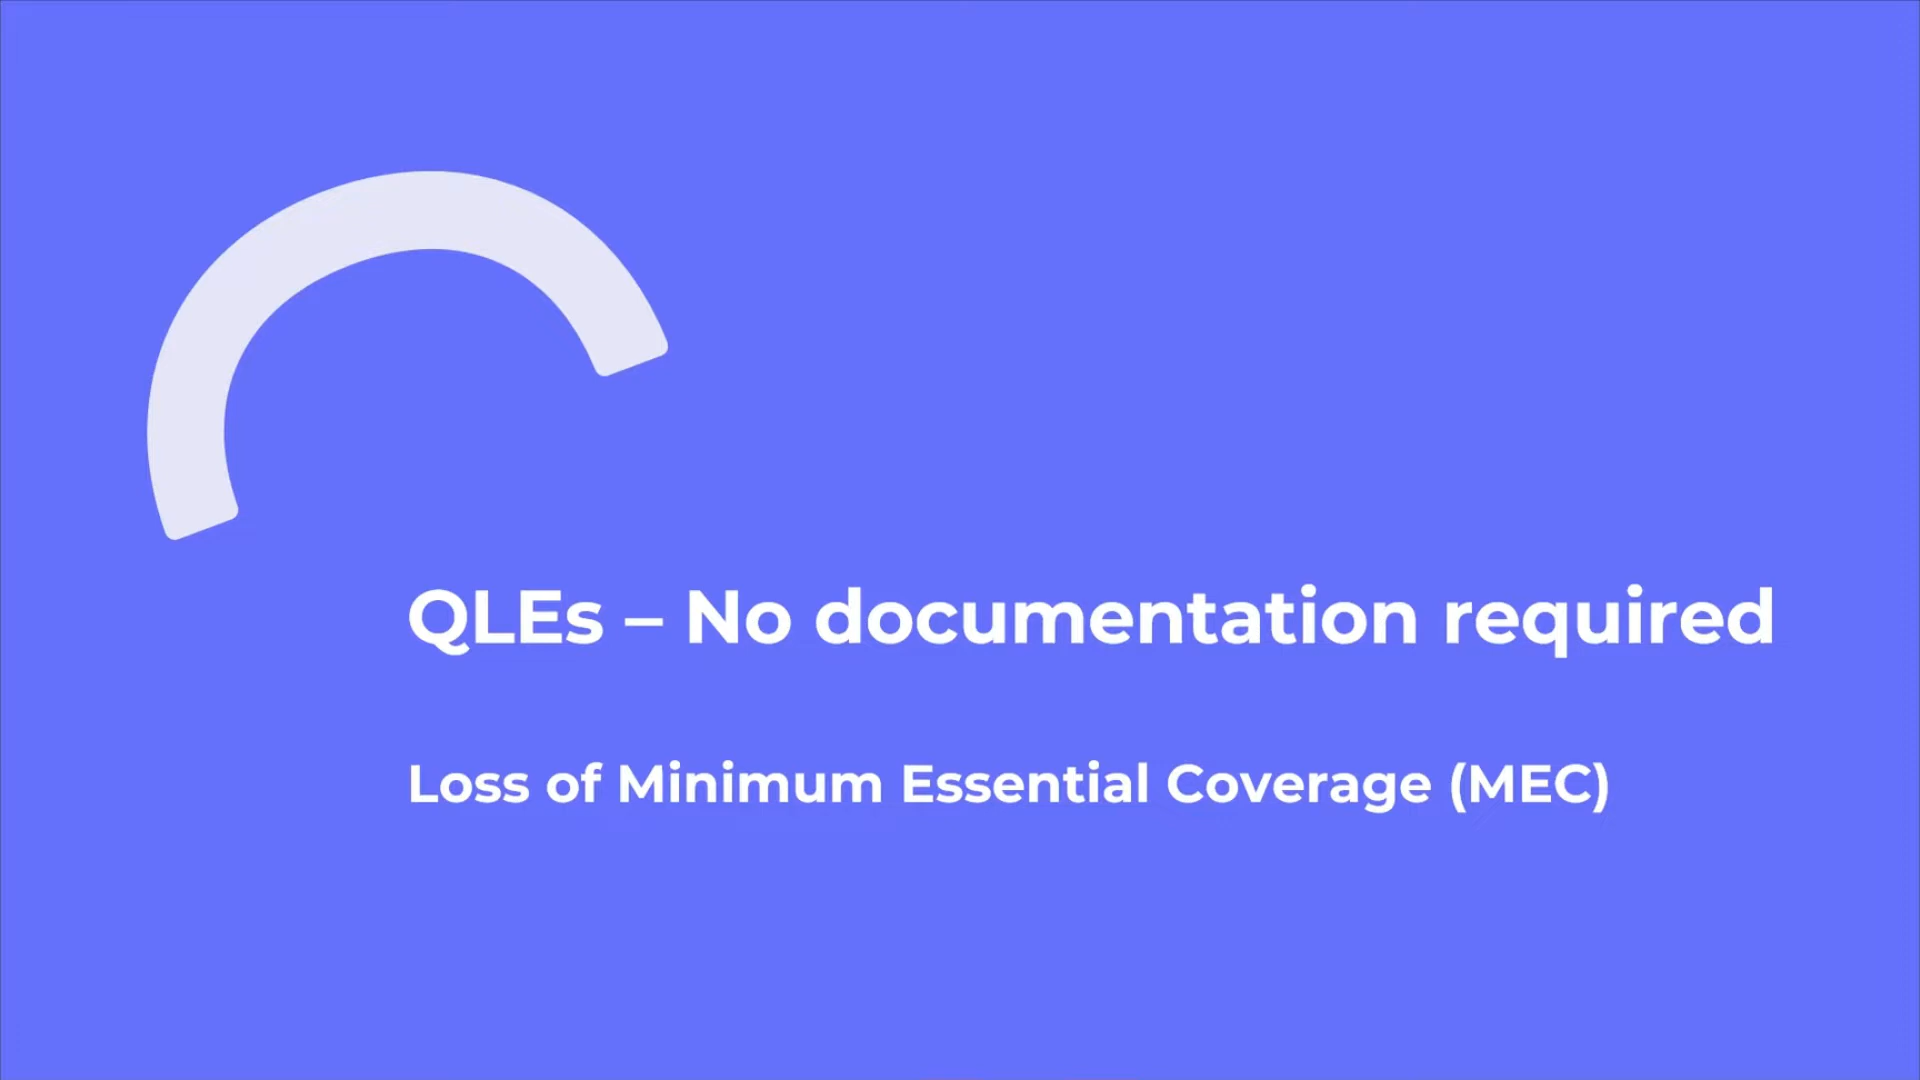 QLEs – No documentation required
Loss of Minimum Essential Coverage (MEC)